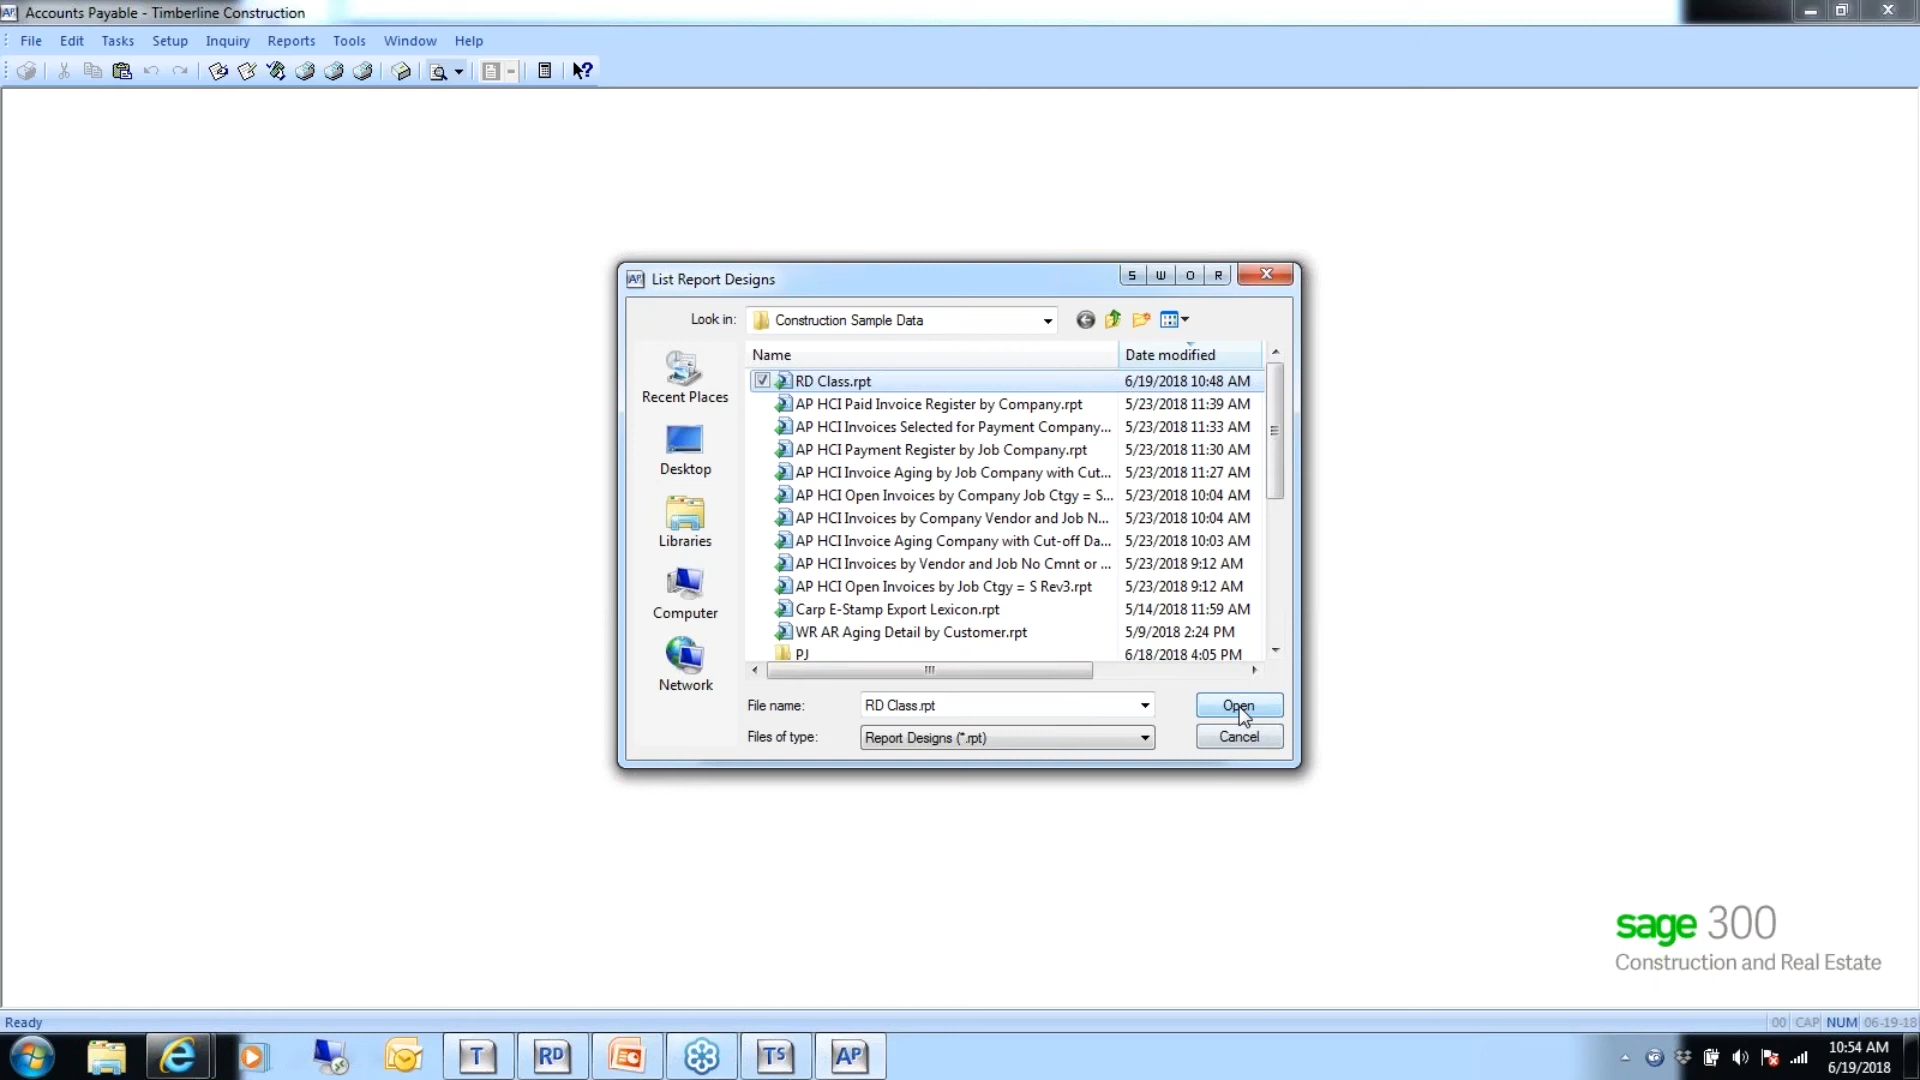 Accounts Payable - Timberline Construction
File Edit Tasks Setup Inquiry Reports Tools Window Help
List Report Designs
S W O R
Look in: Construction Sample Data
Name Date modified
RD Class.rpt 6/19/2018 10:48 AM
AP HCI Paid Invoice Register by Company.rpt 5/23/2018 11:39 AM
AP HCI Invoices Selected for Payment Company... 5/23/2018 11:33 AM
AP HCI Payment Register by Job Company.rpt 5/23/2018 11:30 AM
AP HCI Invoice Aging by Job Company with Cut... 5/23/2018 11:27 AM
AP HCI Open Invoices by Company Job Ctgy = S... 5/23/2018 10:04 AM
AP HCI Invoices by Company Vendor and Job N... 5/23/2018 10:04 AM
AP HCI Invoice Aging Company with Cut-off Da... 5/23/2018 10:03 AM
AP HCI Invoices by Vendor and Job No Cmnt or ... 5/23/2018 9:12 AM
AP HCI Open Invoices by Job Ctgy = S Rev3.rpt 5/23/2018 9:12 AM
Carp E-Stamp Export Lexicon.rpt 5/14/2018 11:59 AM
WR AR Aging Detail by Customer.rpt 5/9/2018 2:24 PM
PJ 6/18/2018 4:05 PM
Recent Places
Desktop
Libraries
Computer
Network
File name: RD Class.rpt Open
Files of type: Report Designs (*.rpt) Cancel
sage 300
Construction and Real Estate
Ready 00 CAP NUM 06-19-18
T RD TS AP
10:54 AM
6/19/2018